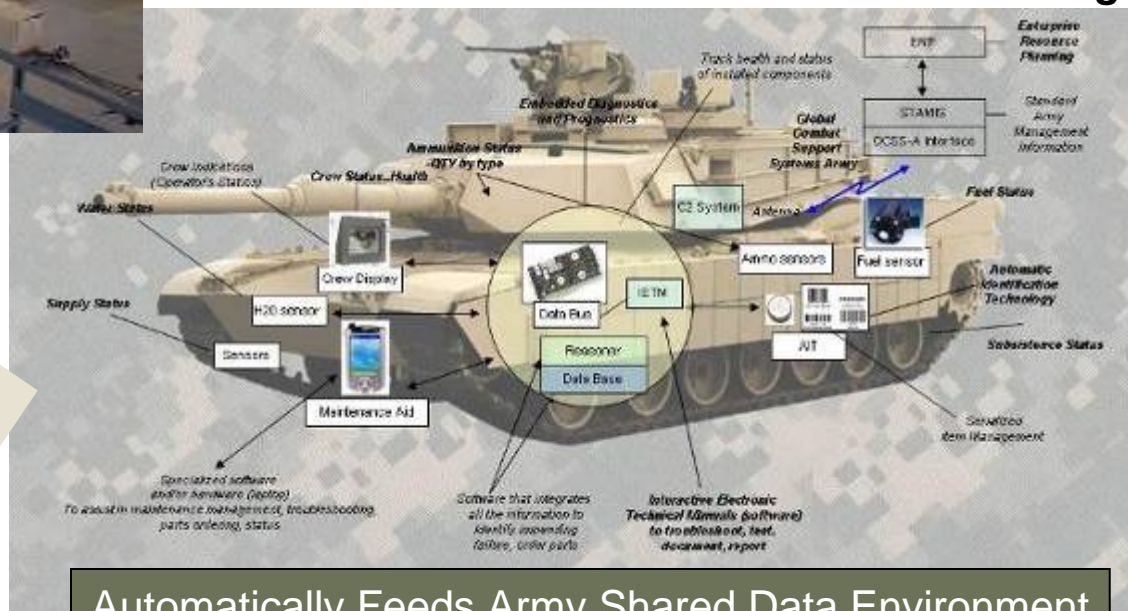 g
Enterprise
Resource
Planning
ERP
Track health and status
of installed components
STAMIS
GCSS-A Interface
Standard
Army
Management
Information
Embedded Diagnostics
and Prognostics
Global
Combat
Support
Systems Army
Ammunition Status
-QTY by type
Crew Indications
(Operator's Station)
Crew Status..Health
Water Status
C2 System
Antenna
Fuel Status
Ammo sensors
Fuel sensor
Crew Display
Automatic
Identification
Technology
IETM
Data Bus
H20 sensor
Supply Status
AIT
Subsistence Status
Sensors
Reasoner
Data Base
Maintenance Aid
Serialized
Item Management
Specialized software
and/or hardware (laptop)
To assist in maintenance management, troubleshooting,
parts ordering, status
Software that integrates
all the information to
identify impending
failure, order parts
Interactive Electronic
Technical Manuals (software)
to troubleshoot, test,
document, report
Automatically Feeds Army Shared Data Environment